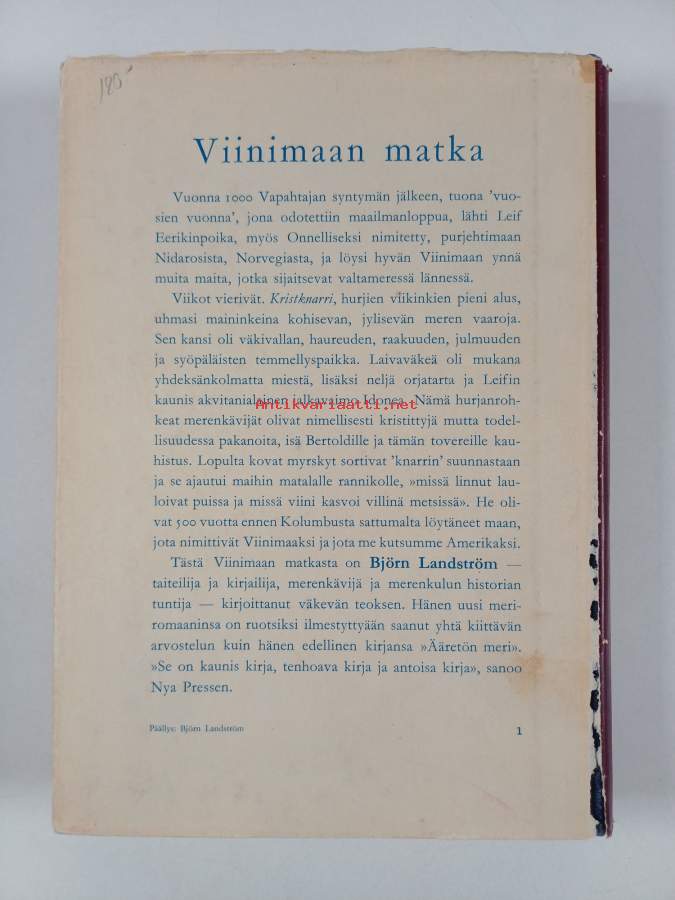 180-
Viinimaan matka
Vuonna 1000 Vapahtajan syntymän jälkeen, tuona 'vuo-
sien vuonna', jona odotettiin maailmanloppua, lähti Leif
Eerikinpoika, myös Onnelliseksi nimitetty, purjehtimaan
Nidarosista, Norvegiasta, ja löysi hyvän Viinimaan ynnä
muita maita, jotka sijaitsevat valtameressä lännessä.
Viikot vierivät. Kristknarri, hurjien viikinkien pieni alus,
uhmasi maininkeina kohisevan, jylisevän meren vaaroja.
Sen kansi oli väkivallan, haureuden, raakuuden, julmuuden
ja syöpäläisten temmellyspaikka. Laivaväkeä oli mukana
yhdeksänkolmatta miestä, lisäksi neljä orjatarta ja Leifin
kaunis akvitanialainen jalkavaimo Idonea. Nämä hurjanroh-
Antikvariaatti.net
keat merenkävijät olivat nimellisesti kristittyjä mutta todel-
lisuudessa pakanoita, isä Bertoldille ja tämän tovereille kau-
histus. Lopulta kovat myrskyt sortivat 'knarrin' suunnastaan
ja se ajautui maihin matalalle rannikolle, »missä linnut lau-
loivat puissa ja missä viini kasvoi villinä metsissä». He oli-
vat 500 vuotta ennen Kolumbusta sattumalta löytäneet maan,
jota nimittivät Viinimaaksi ja jota me kutsumme Amerikaksi.
Tästä Viinimaan matkasta on Björn Landström —
taiteilija ja kirjailija, merenkävijä ja merenkulun historian
tuntija — kirjoittanut väkevän teoksen. Hänen uusi meri-
romaaninsa on ruotsiksi ilmestyttyään saanut yhtä kiittävän
arvostelun kuin hänen edellinen kirjansa »Ääretön meri».
»Se on kaunis kirja, tenhoava kirja ja antoisa kirja», sanoo
Nya Pressen.
Päällys: Björn Landström
1